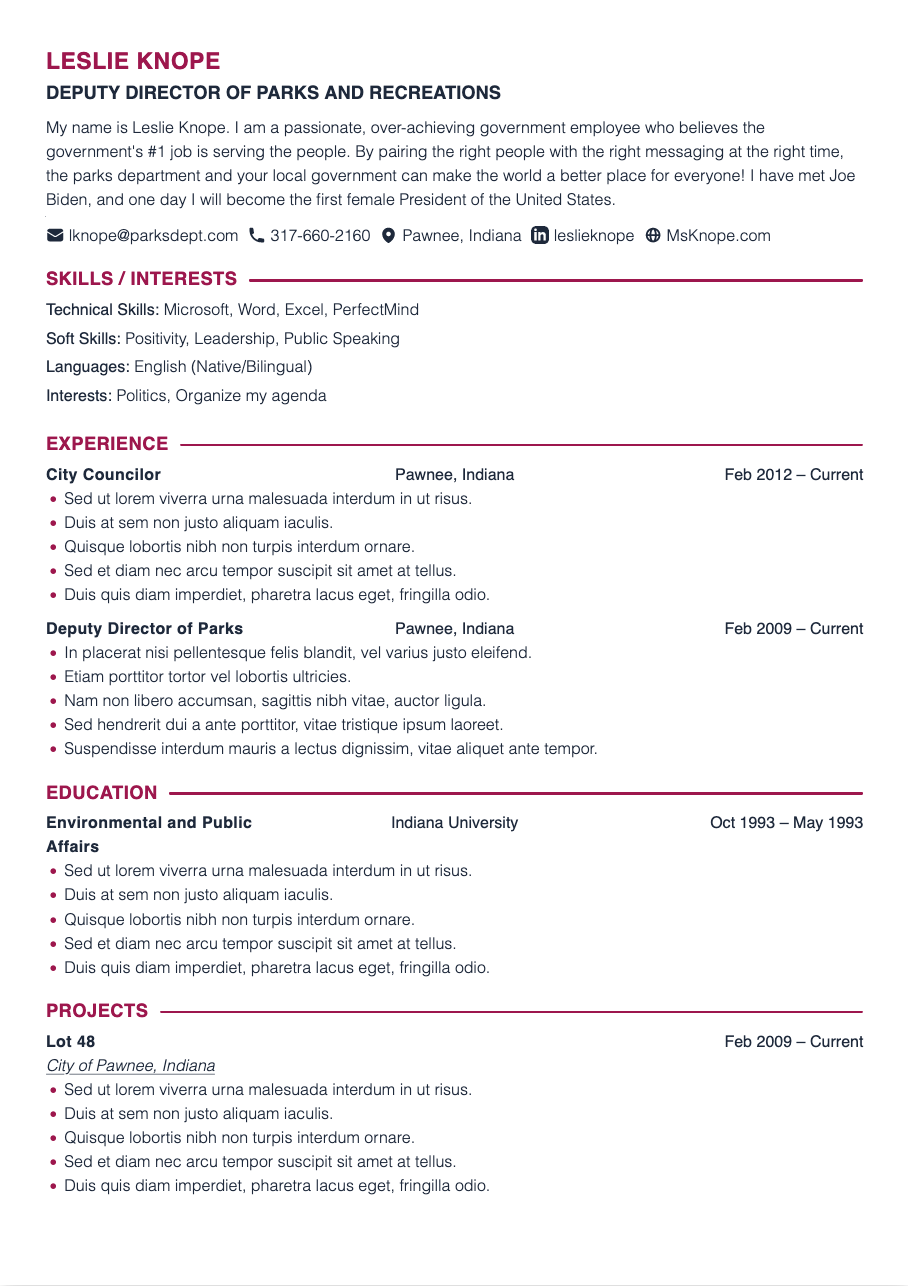 LESLIE KNOPE
DEPUTY DIRECTOR OF PARKS AND RECREATIONS
My name is Leslie Knope. I am a passionate, over-achieving government employee who believes the
government's #1 job is serving the people. By pairing the right people with the right messaging at the right time,
the parks department and your local government can make the world a better place for everyone! I have met Joe
Biden, and one day I will become the first female President of the United States.
lknope@parksdept.com 317-660-2160 Pawnee, Indiana leslieknope MsKnope.com
SKILLS / INTERESTS
Technical Skills: Microsoft, Word, Excel, PerfectMind
Soft Skills: Positivity, Leadership, Public Speaking
Languages: English (Native/Bilingual)
Interests: Politics, Organize my agenda
EXPERIENCE
City Councilor Pawnee, Indiana Feb 2012 – Current
• Sed ut lorem viverra urna malesuada interdum in ut risus.
• Duis at sem non justo aliquam iaculis.
• Quisque lobortis nibh non turpis interdum ornare.
• Sed et diam nec arcu tempor suscipit sit amet at tellus.
• Duis quis diam imperdiet, pharetra lacus eget, fringilla odio.
Deputy Director of Parks Pawnee, Indiana Feb 2009 – Current
• In placerat nisi pellentesque felis blandit, vel varius justo eleifend.
• Etiam porttitor tortor vel lobortis ultricies.
• Nam non libero accumsan, sagittis nibh vitae, auctor ligula.
• Sed hendrerit dui a ante porttitor, vitae tristique ipsum laoreet.
• Suspendisse interdum mauris a lectus dignissim, vitae aliquet ante tempor.
EDUCATION
Environmental and Public Indiana University Oct 1993 – May 1993
Affairs
• Sed ut lorem viverra urna malesuada interdum in ut risus.
• Duis at sem non justo aliquam iaculis.
• Quisque lobortis nibh non turpis interdum ornare.
• Sed et diam nec arcu tempor suscipit sit amet at tellus.
• Duis quis diam imperdiet, pharetra lacus eget, fringilla odio.
PROJECTS
Lot 48 Feb 2009 – Current
City of Pawnee, Indiana
• Sed ut lorem viverra urna malesuada interdum in ut risus.
• Duis at sem non justo aliquam iaculis.
• Quisque lobortis nibh non turpis interdum ornare.
• Sed et diam nec arcu tempor suscipit sit amet at tellus.
• Duis quis diam imperdiet, pharetra lacus eget, fringilla odio.